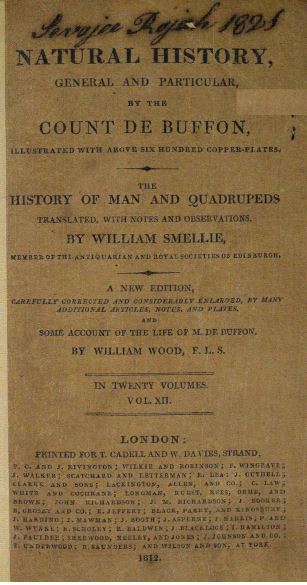 Serajee Rajah 1821
NATURAL HISTORY,
GENERAL AND PARTICULAR,
BY THE
COUNT DE BUFFON,
ILLUSTRATED WITH ABOVE SIX HUNDRED COPPER-PLATES.
THE
HISTORY OF MAN AND QUADRUPEDS
TRANSLATED, WITH NOTES AND OBSERVATIONS.
BY WILLIAM SMELLIE,
MEMBER OF THE ANTIQUARIAN AND ROYAL SOCIETIES OF EDINBURGH.
A NEW EDITION,
CAREFULLY CORRECTED AND CONSIDERABLY ENLARGED, BY MANY
ADDITIONAL ARTICLES, NOTES, AND PLATES,
AND
SOME ACCOUNT OF THE LIFE OF M. DE BUFFON,
BY WILLIAM WOOD, F. L. S.
IN TWENTY VOLUMES.
VOL. XII.
LONDON:
PRINTED FOR T. CADELL AND W. DAVIES, STRAND,
F. C. AND J. RIVINGTON; WILKIE AND ROBINSON; F. WINGRAVE;
J. WALKER; SCATCHERD AND LETTERMAN; R. LEA; J. CUTHELL;
CLARKE AND SONS; LACKINGTON, ALLEN, AND CO.; C. LAW;
WHITE AND COCHRANE; LONGMAN, HURST, REES, ORME, AND
BROWN; JOHN RICHARDSON; J. M. RICHARDSON; J. BOOKER;
B. CROSBY AND CO.; E. JEFFERY; BLACK, PARRY, AND KINGSBURY;
J. HARDING; J. MAWMAN; J. BOOTH; J. ASPERNE; J. HARRIS; P. AND
W. WYNNE; R. SCHOLEY; R. BALDWIN; J. BLACKLOCK; T. HAMILTON;
J. FAULDER; SHERWOOD, NEELEY, AND JONES; J. JOHNSON AND CO.
T. UNDERWOOD; R. SAUNDERS; AND WILSON AND SON, AT YORK.
1812.